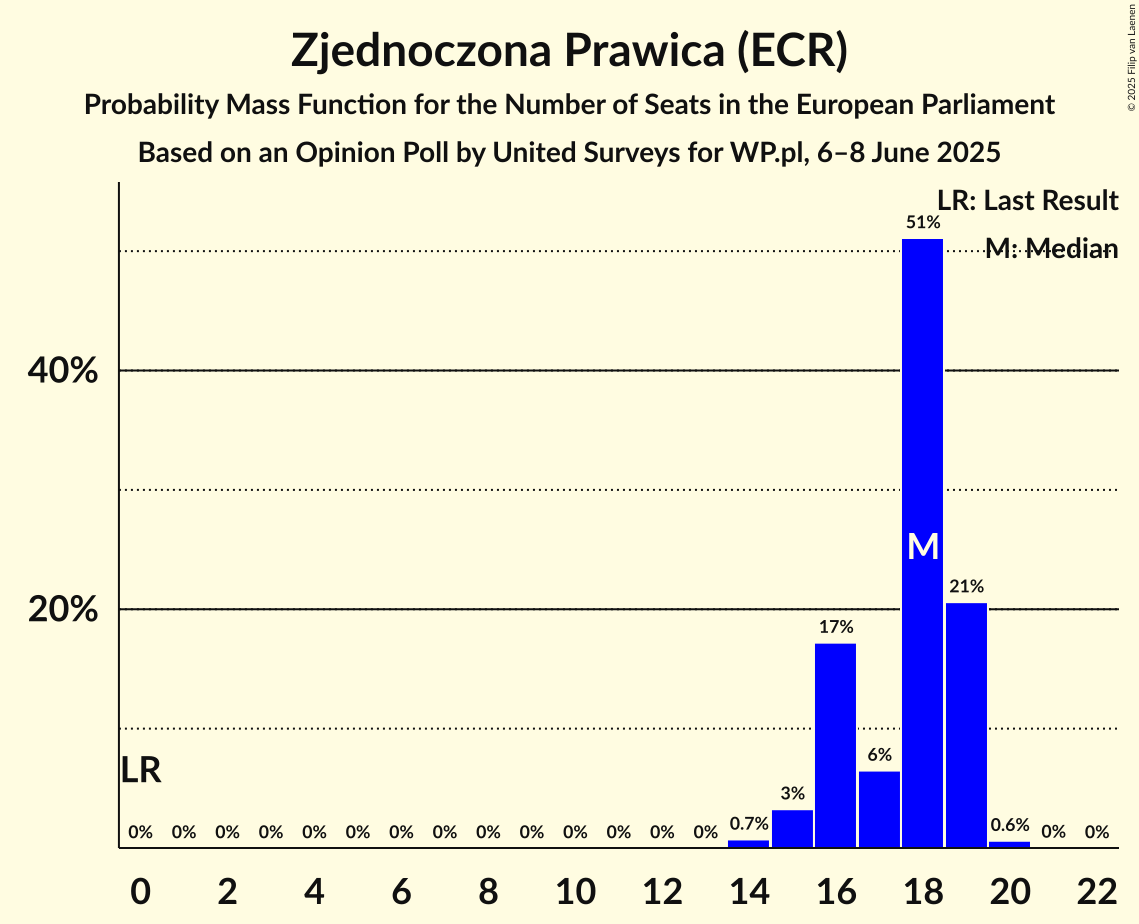 Zjednoczona Prawica (ECR)
Probability Mass Function for the Number of Seats in the European Parliament
Based on an Opinion Poll by United Surveys for WP.pl, 6–8 June 2025
© 2025 Filip van Laenen
LR: Last Result
M: Median
51%
40%
M
20%
21%
17%
LR
6%
3%
0% 0% 0% 0% 0% 0% 0% 0% 0% 0% 0% 0% 0% 0% 0.7% 0.6% 0% 0%
0 2 4 6 8 10 12 14 16 18 20 22